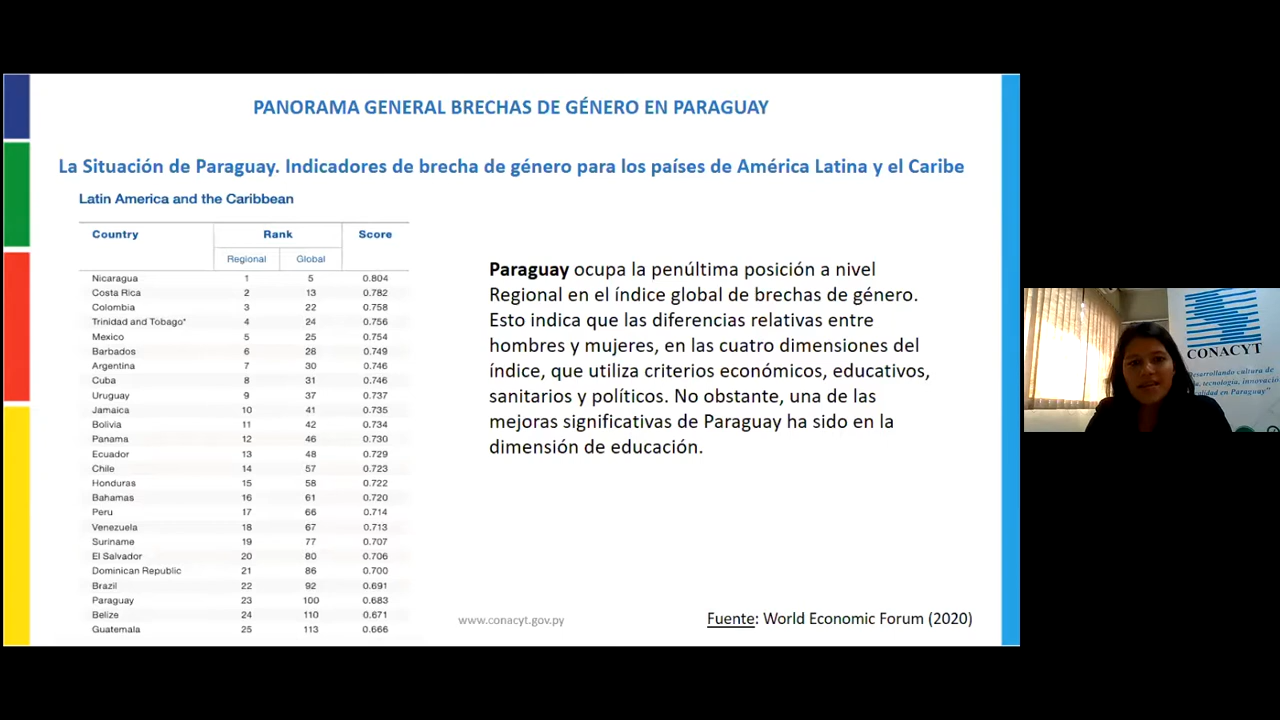 PANORAMA GENERAL BRECHAS DE GÉNERO EN PARAGUAY
La Situación de Paraguay. Indicadores de brecha de género para los países de América Latina y el Caribe
Latin America and the Caribbean
Country Rank Score
Regional Global
Nicaragua 1 5 0.804
Costa Rica 2 13 0.782
Colombia 3 22 0.758
Trinidad and Tobago* 4 24 0.756
Mexico 5 25 0.754
Barbados 6 28 0.749
Argentina 7 30 0.746
Cuba 8 31 0.746
Uruguay 9 37 0.737
Jamaica 10 41 0.735
Bolivia 11 42 0.734
Panama 12 46 0.730
Ecuador 13 48 0.729
Chile 14 57 0.723
Honduras 15 58 0.722
Bahamas 16 61 0.720
Peru 17 66 0.714
Venezuela 18 67 0.713
Suriname 19 77 0.707
El Salvador 20 80 0.706
Dominican Republic 21 86 0.700
Brazil 22 92 0.691
Paraguay 23 100 0.683
Belize 24 110 0.671
Guatemala 25 113 0.666
Paraguay ocupa la penúltima posición a nivel
Regional en el índice global de brechas de género.
Esto indica que las diferencias relativas entre
hombres y mujeres, en las cuatro dimensiones del
índice, que utiliza criterios económicos, educativos,
sanitarios y políticos. No obstante, una de las
mejoras significativas de Paraguay ha sido en la
dimensión de educación.
www.conacyt.gov.py
Fuente: World Economic Forum (2020)
CONACYT
Desarrollando cultura de
tecnología, innovació
calidad en Paraguay"